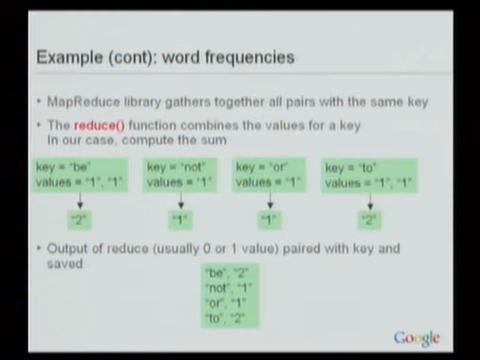 Example (cont): word frequencies
• MapReduce library gathers together all pairs with the same key
• The reduce() function combines the values for a key
In our case, compute the sum
key = "be"
values = "1", "1"
key = "not"
values = "1"
key = "or"
values = "1"
key = "to"
values = "1", "1"
"2"
"1"
"1"
"2"
• Output of reduce (usually 0 or 1 value) paired with key and
saved
"be", "2"
"not", "1"
"or", "1"
"to", "2"
Google